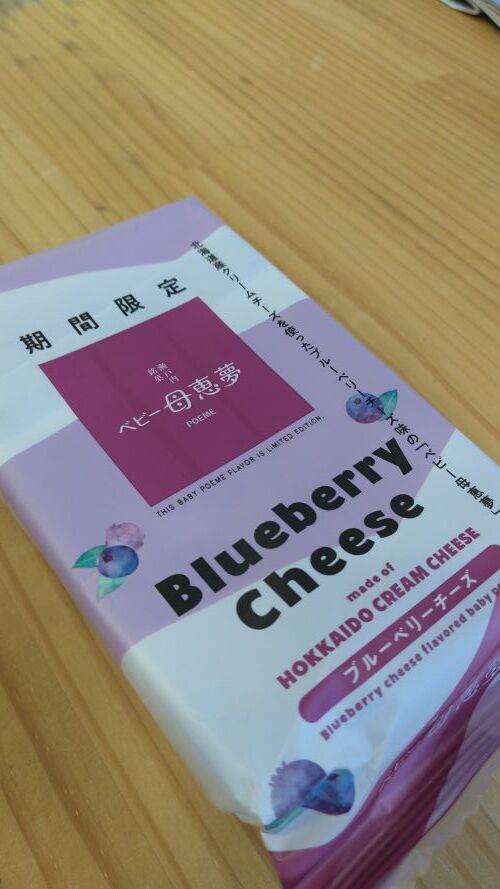 期間限定
瀬戸内
銘菓
ベビー母恵夢
POEME
THIS BABY POEME FLAVOR IS LIMITED EDITION.
北海道産クリームチーズを使ったブルーベリーチーズ味の「ベビー母恵夢」
Blueberry
Cheese
made of
HOKKAIDO CREAM CHEESE
ブルーベリーチーズ
Blueberry cheese flavored baby